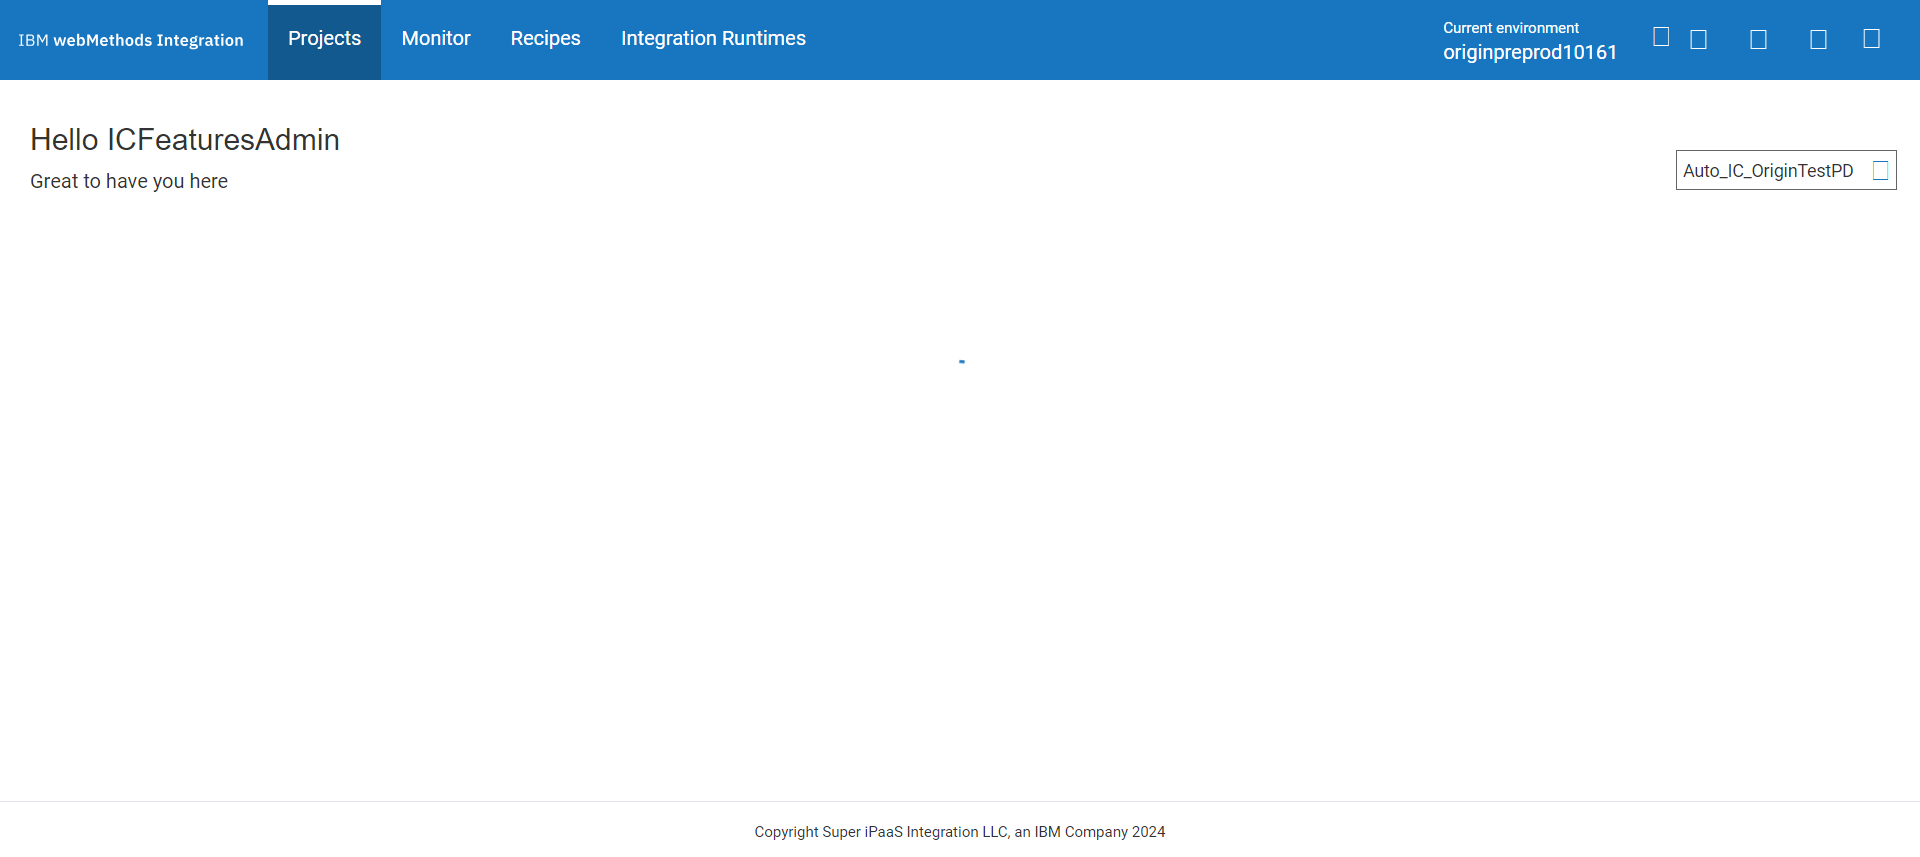 IBM webMethods Integration
Projects
Monitor
Recipes
Integration Runtimes
Current environment
originpreprod10161
Hello ICFeaturesAdmin
Great to have you here
Auto_IC_OriginTestPD
Copyright Super iPaaS Integration LLC, an IBM Company 2024